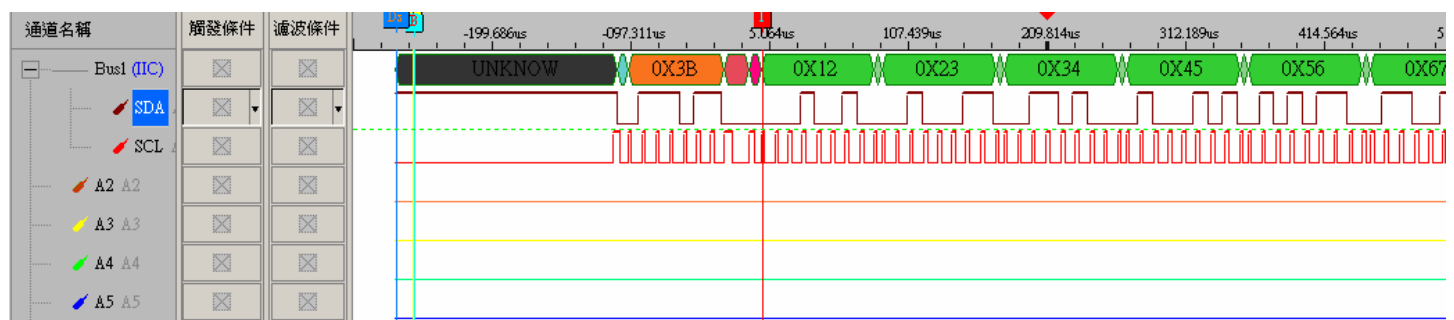 通道名稱 觸發條件 濾波條件
Ds B T
-199.686us -097.311us 5.064us 107.439us 209.814us 312.189us 414.564us 5
Bus1 (IIC) UNKNOW 0X3B 0X12 0X23 0X34 0X45 0X56 0X67
SDA
SCL
A2 A2
A3 A3
A4 A4
A5 A5